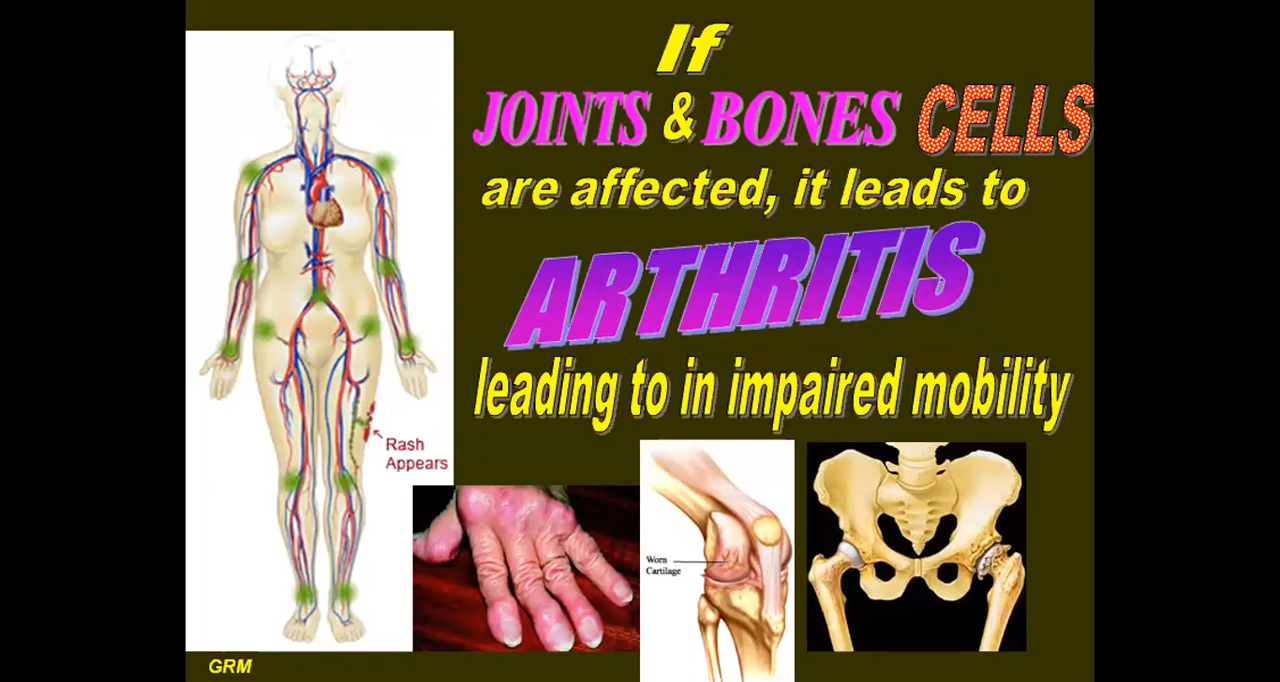 If
JOINTS & BONES CELLS
are affected, it leads to
ARTHRITIS
leading to in impaired mobility
Rash
Appears
Worn
Cartilage
GRM